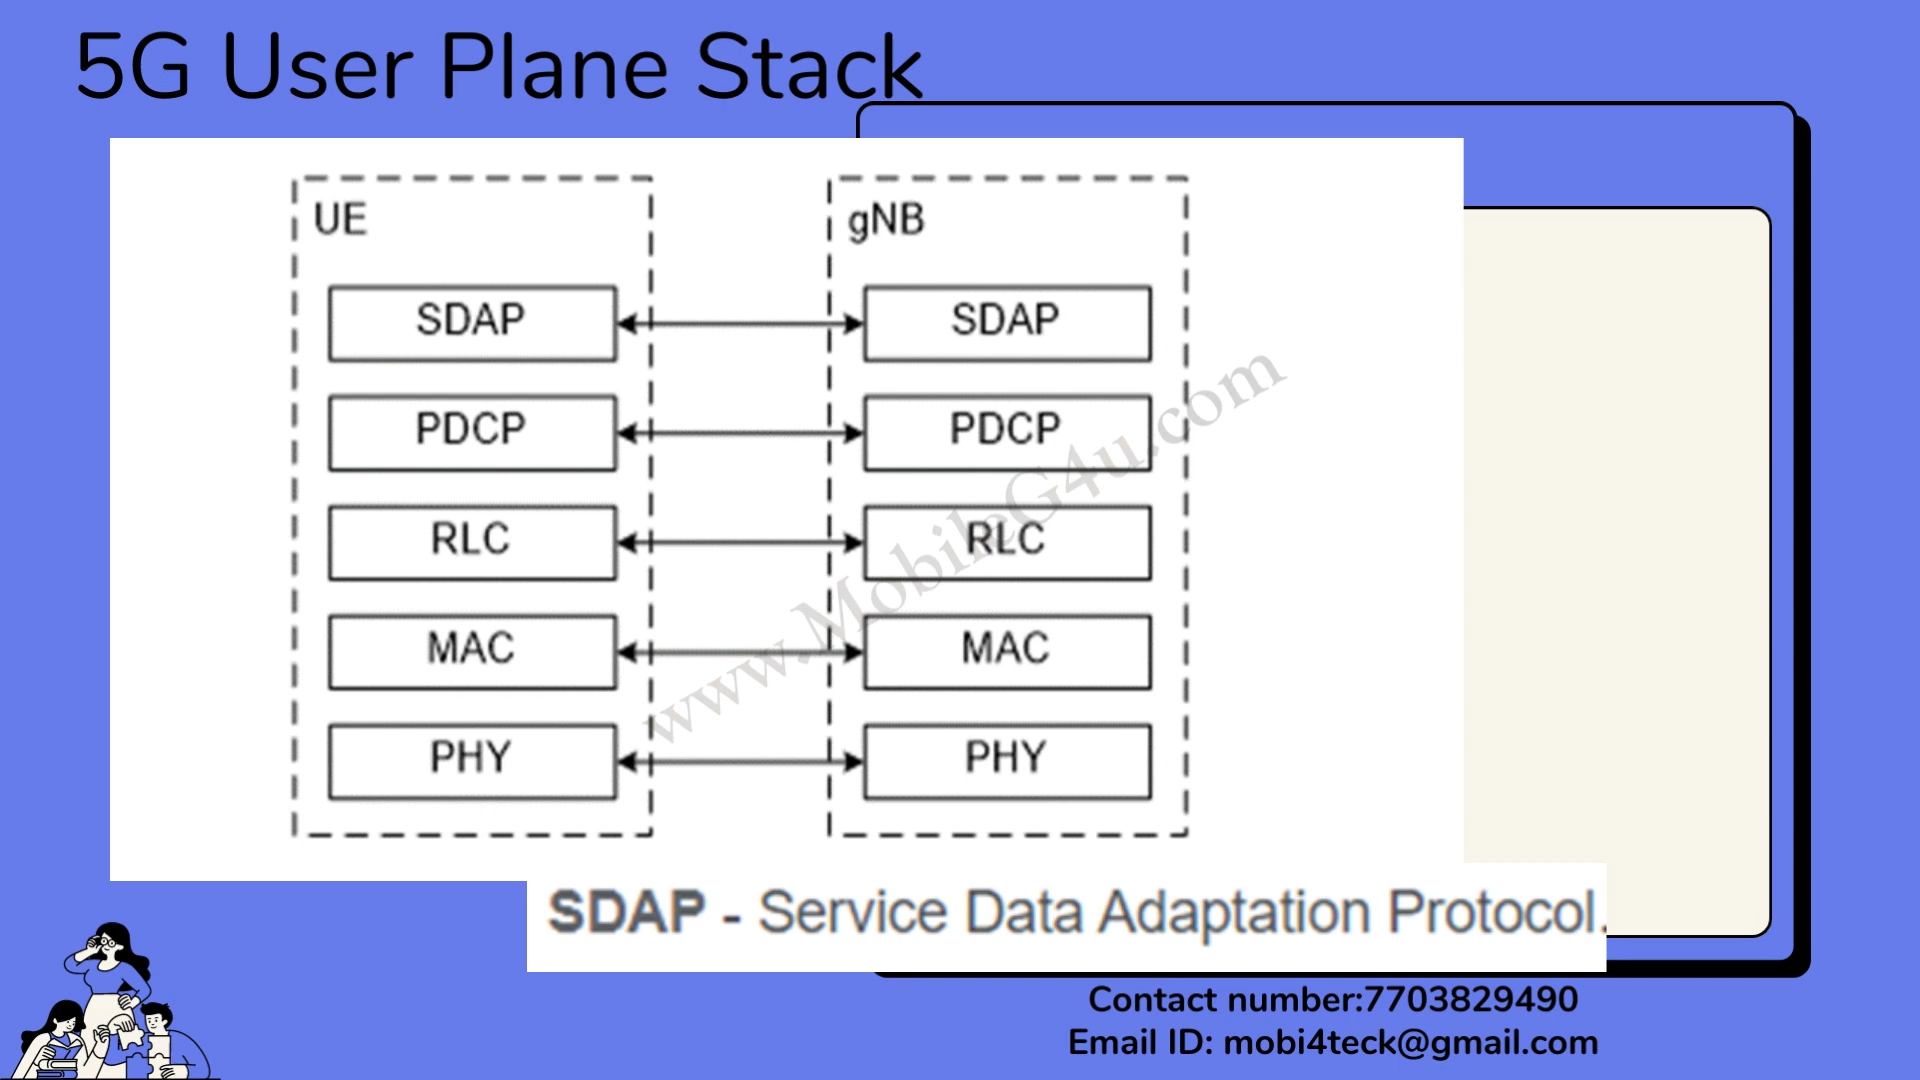 5G User Plane Stack
UE
gNB
SDAP
SDAP
PDCP
PDCP
RLC
RLC
MAC
MAC
PHY
PHY
www.MobileG4u.com
SDAP - Service Data Adaptation Protocol.
Contact number:7703829490
Email ID: mobi4teck@gmail.com